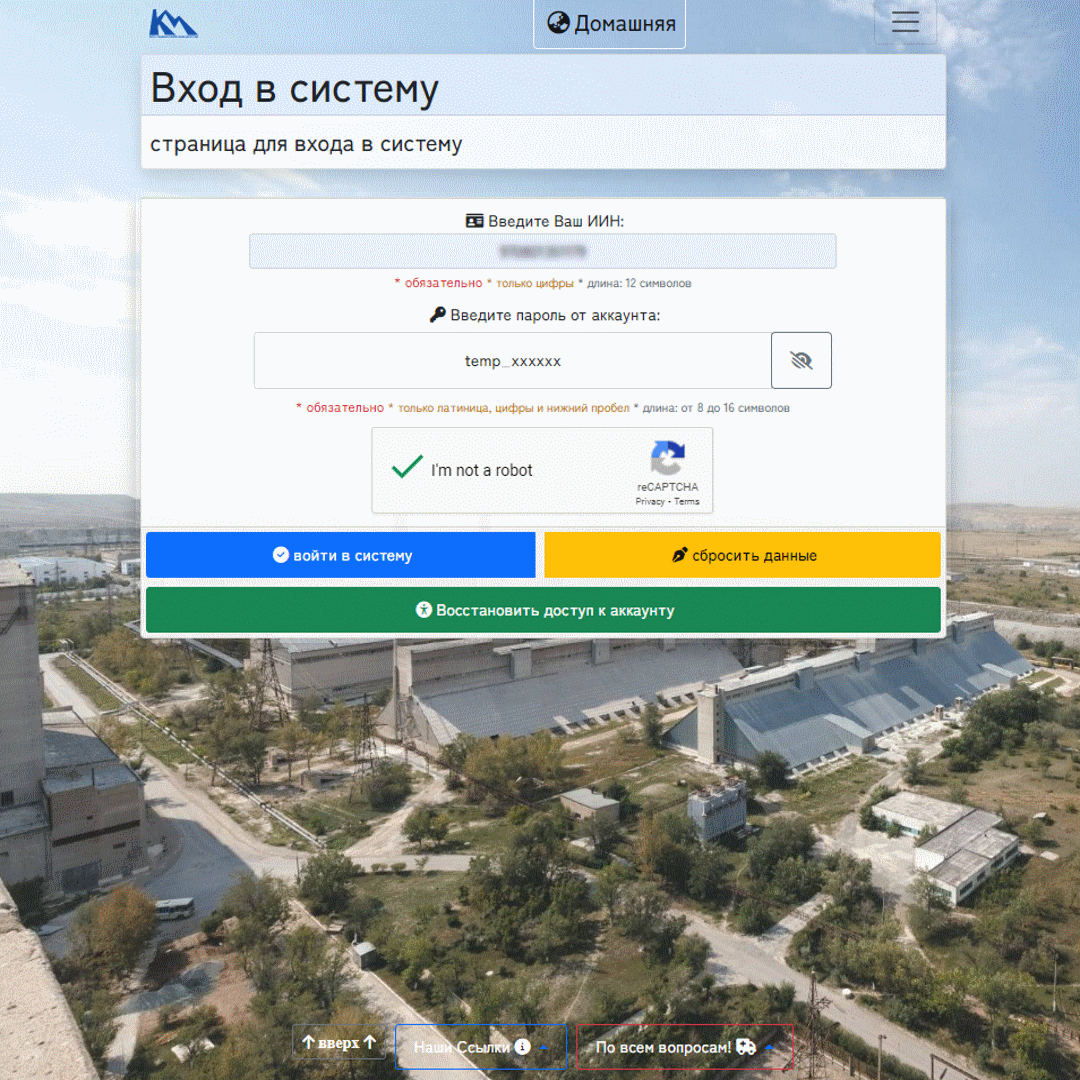 KM
Домашняя
Вход в систему
страница для входа в систему
Введите Ваш ИИН:
* обязательно * только цифры * длина: 12 символов
Введите пароль от аккаунта:
temp_xxxxxx
* обязательно * только латиница, цифры и нижний пробел * длина: от 8 до 16 символов
I'm not a robot
reCAPTCHA
Privacy - Terms
войти в систему
сбросить данные
Восстановить доступ к аккаунту
вверх
Наши Ссылки
По всем вопросам!